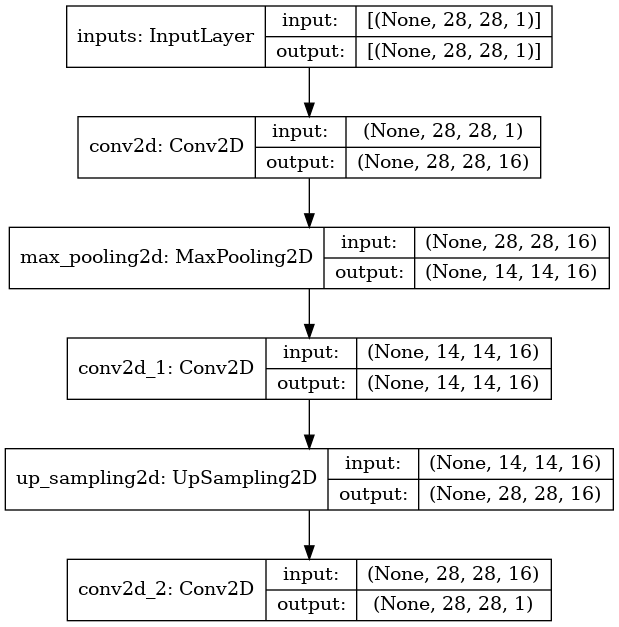 inputs: InputLayer
input: [(None, 28, 28, 1)]
output: [(None, 28, 28, 1)]
conv2d: Conv2D
input: (None, 28, 28, 1)
output: (None, 28, 28, 16)
max_pooling2d: MaxPooling2D
input: (None, 28, 28, 16)
output: (None, 14, 14, 16)
conv2d_1: Conv2D
input: (None, 14, 14, 16)
output: (None, 14, 14, 16)
up_sampling2d: UpSampling2D
input: (None, 14, 14, 16)
output: (None, 28, 28, 16)
conv2d_2: Conv2D
input: (None, 28, 28, 16)
output: (None, 28, 28, 1)